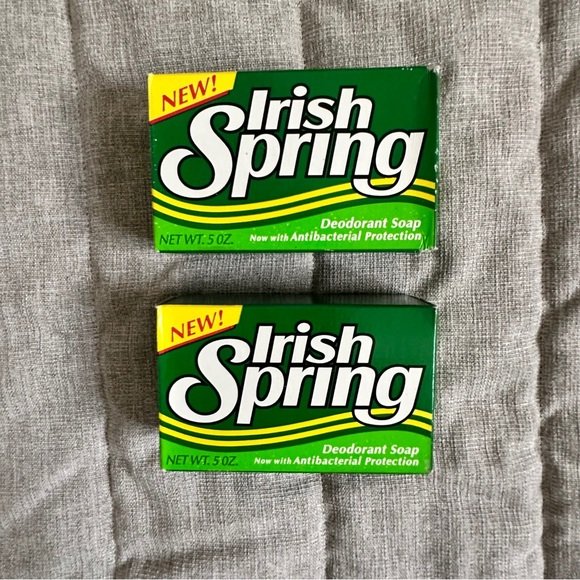 NEW!
Irish
Spring
Deodorant Soap
NET WT. 5 OZ. Now with Antibacterial Protection
NEW!
Irish
Spring
Deodorant Soap
NET WT. 5 OZ. Now with Antibacterial Protection